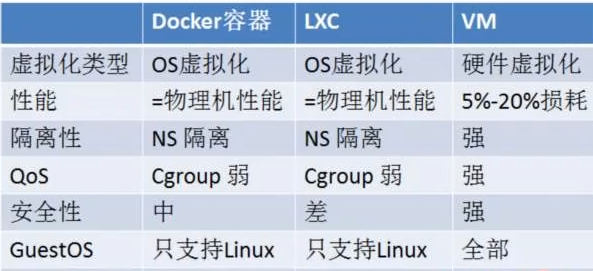 Docker容器 LXC VM
虚拟化类型 OS虚拟化 OS虚拟化 硬件虚拟化
性能 =物理机性能 =物理机性能 5%-20%损耗
隔离性 NS 隔离 NS 隔离 强
QoS Cgroup 弱 Cgroup 弱 强
安全性 中 差 强
GuestOS 只支持Linux 只支持Linux 全部